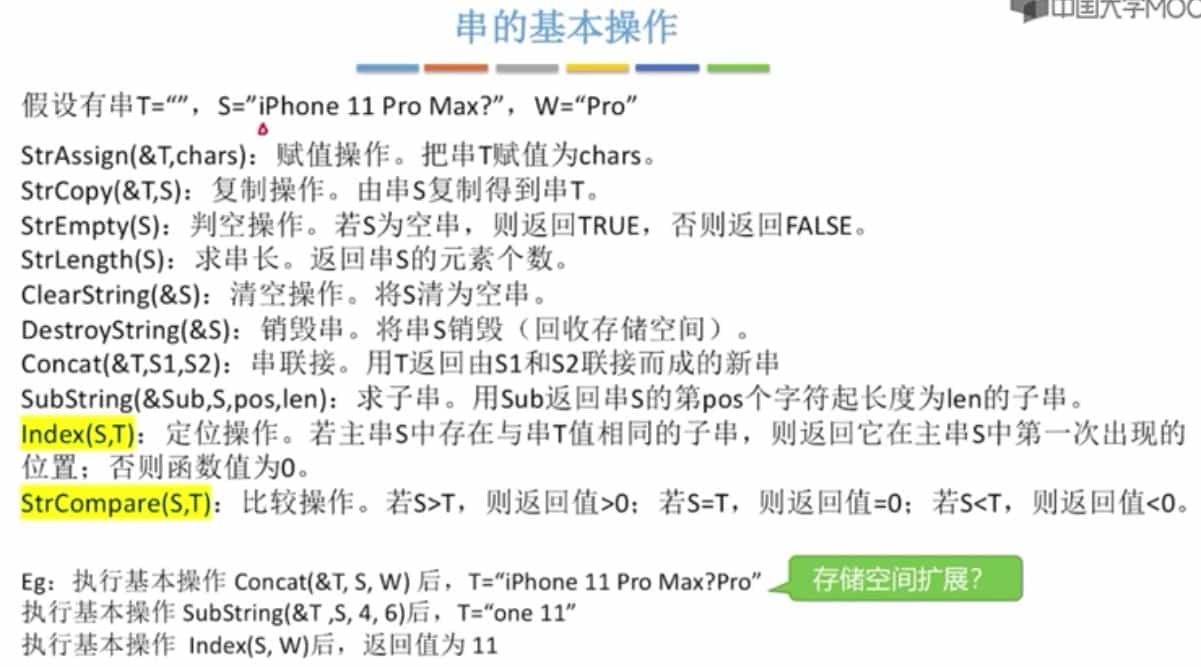 中国大学MOO
串的基本操作
假设有串T=“”，S=”iPhone 11 Pro Max?”，W=“Pro”
StrAssign(&T,chars)：赋值操作。把串T赋值为chars。
StrCopy(&T,S)：复制操作。由串S复制得到串T。
StrEmpty(S)：判空操作。若S为空串，则返回TRUE，否则返回FALSE。
StrLength(S)：求串长。返回串S的元素个数。
ClearString(&S)：清空操作。将S清为空串。
DestroyString(&S)：销毁串。将串S销毁（回收存储空间）。
Concat(&T,S1,S2)：串联接。用T返回由S1和S2联接而成的新串
SubString(&Sub,S,pos,len)：求子串。用Sub返回串S的第pos个字符起长度为len的子串。
Index(S,T)：定位操作。若主串S中存在与串T值相同的子串，则返回它在主串S中第一次出现的
位置；否则函数值为0。
StrCompare(S,T)：比较操作。若S>T，则返回值>0；若S=T，则返回值=0；若S<T，则返回值<0。
Eg：执行基本操作 Concat(&T, S, W) 后，T=“iPhone 11 Pro Max?Pro”
存储空间扩展？
执行基本操作 SubString(&T ,S, 4, 6)后，T=“one 11”
执行基本操作 Index(S, W)后，返回值为 11